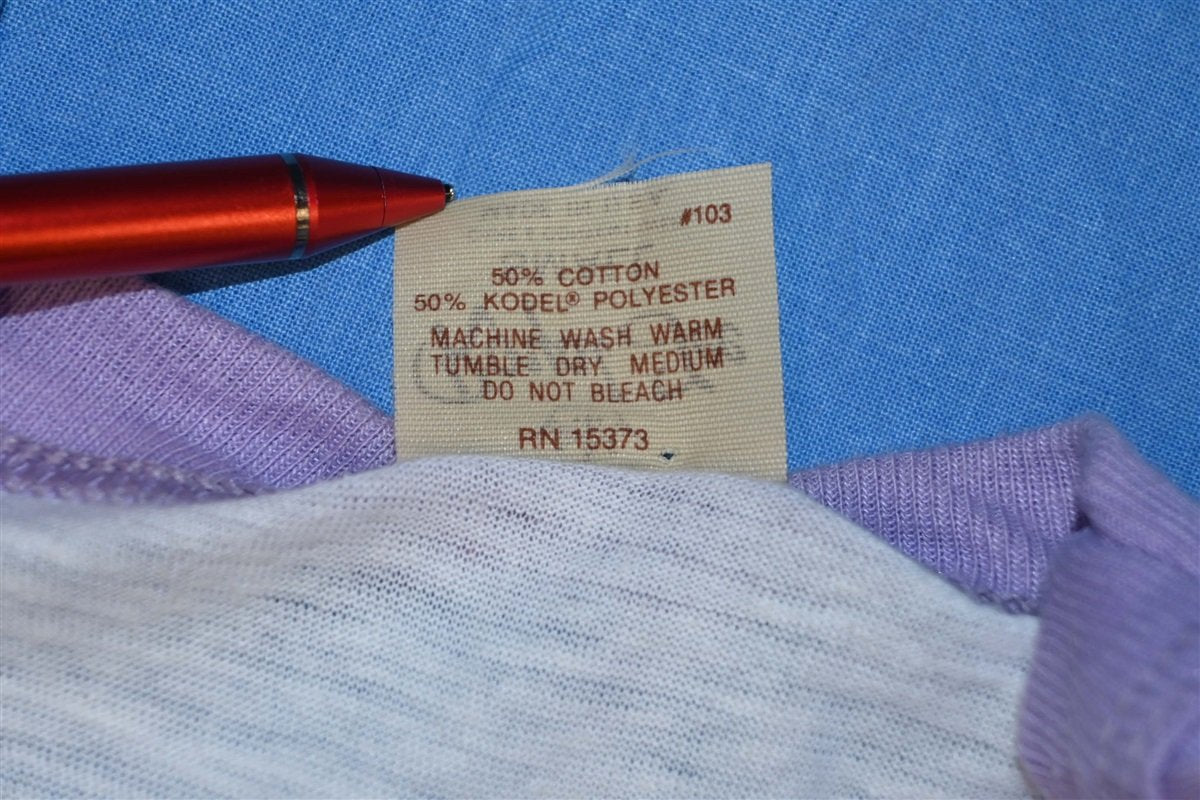 #103
50% COTTON
50% KODEL® POLYESTER
MACHINE WASH WARM
TUMBLE DRY MEDIUM
DO NOT BLEACH
RN 15373